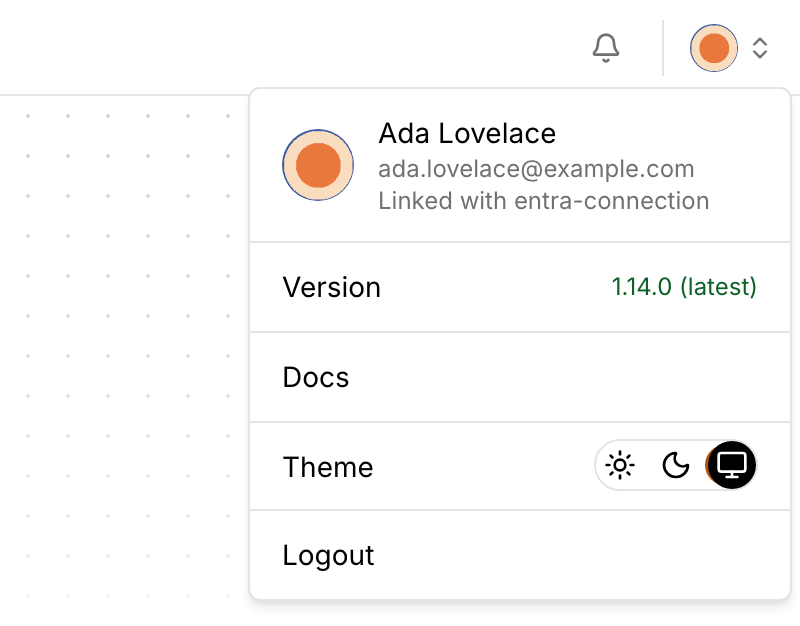 Ada Lovelace
ada.lovelace@example.com
Linked with entra-connection
Version 1.14.0 (latest)
Docs
Theme
Logout